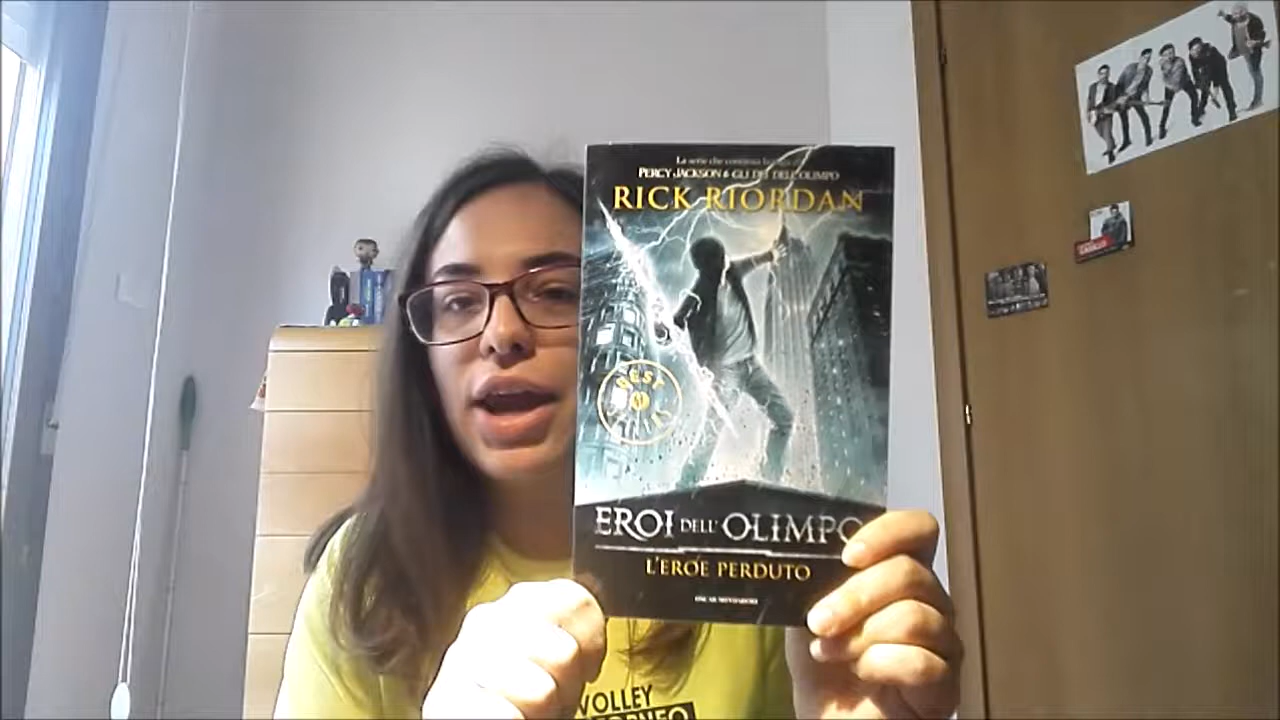 La serie che continua la saga di
PERCY JACKSON & GLI DEI DELL'OLIMPO
RICK RIORDAN
BEST
EROI DELL'OLIMPO
L'EROE PERDUTO
OSCAR MONDADORI
VOLLEY